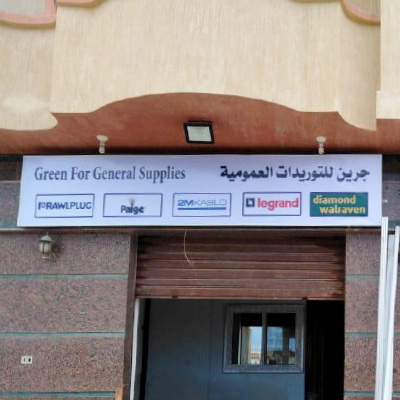 Green For General Supplies
جرين للتوريدات العمومية
RAWLPLUG
Paige
2M KABLO
legrand
diamond
walraven